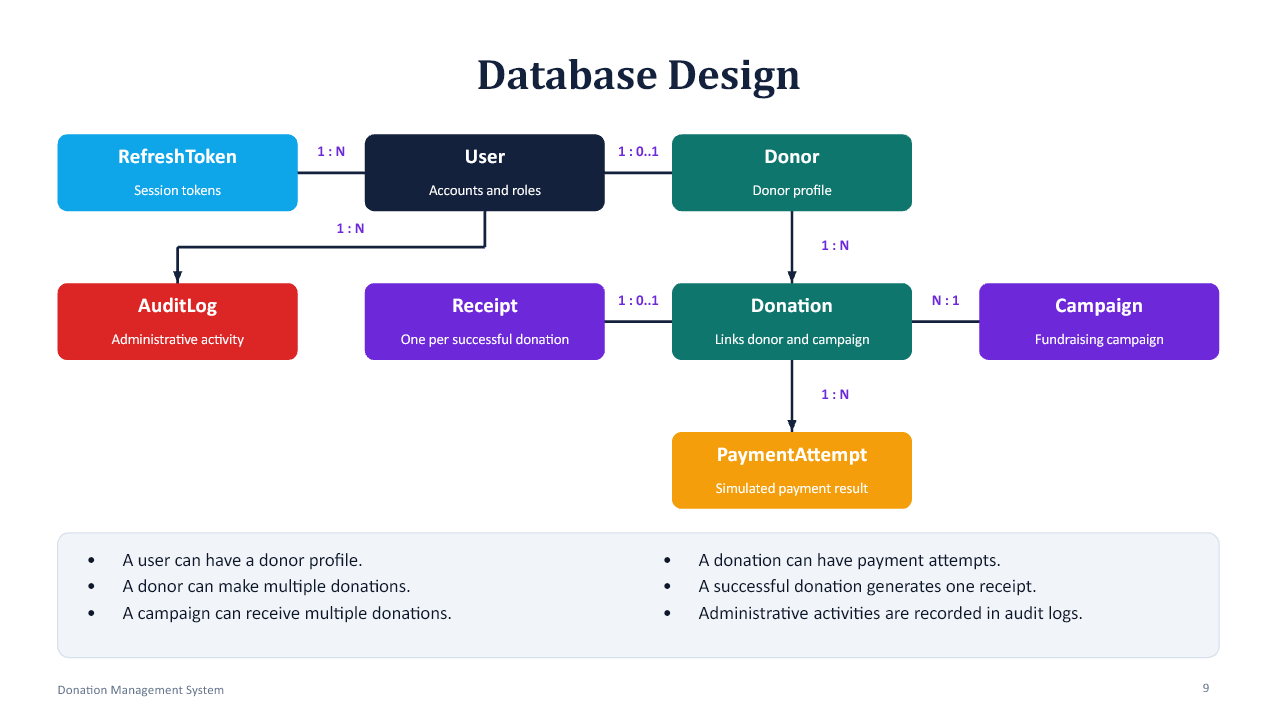 Database Design
RefreshToken
Session tokens
1 : N
User
Accounts and roles
1 : 0..1
Donor
Donor profile
1 : N
1 : N
AuditLog
Administrative activity
Receipt
One per successful donation
1 : 0..1
Donation
Links donor and campaign
N : 1
Campaign
Fundraising campaign
1 : N
PaymentAttempt
Simulated payment result
• A user can have a donor profile.
• A donor can make multiple donations.
• A campaign can receive multiple donations.
• A donation can have payment attempts.
• A successful donation generates one receipt.
• Administrative activities are recorded in audit logs.
Donation Management System
9